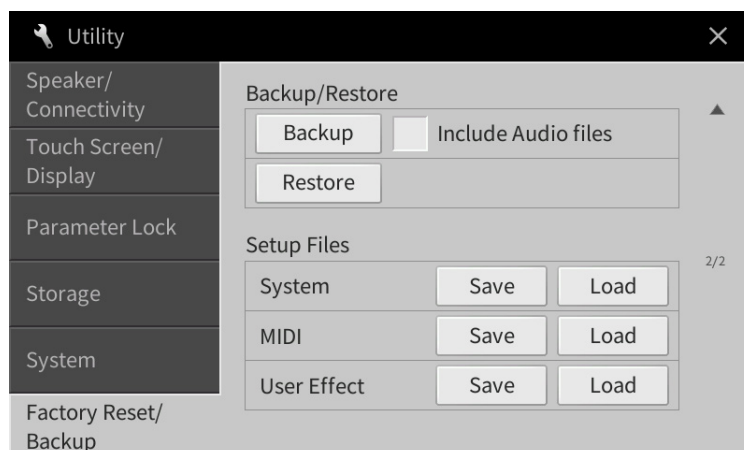 Utility
Speaker/
Connectivity
Touch Screen/
Display
Parameter Lock
Storage
System
Factory Reset/
Backup
Backup/Restore
Backup Include Audio files
Restore
Setup Files
System Save Load
MIDI Save Load
User Effect Save Load
2/2